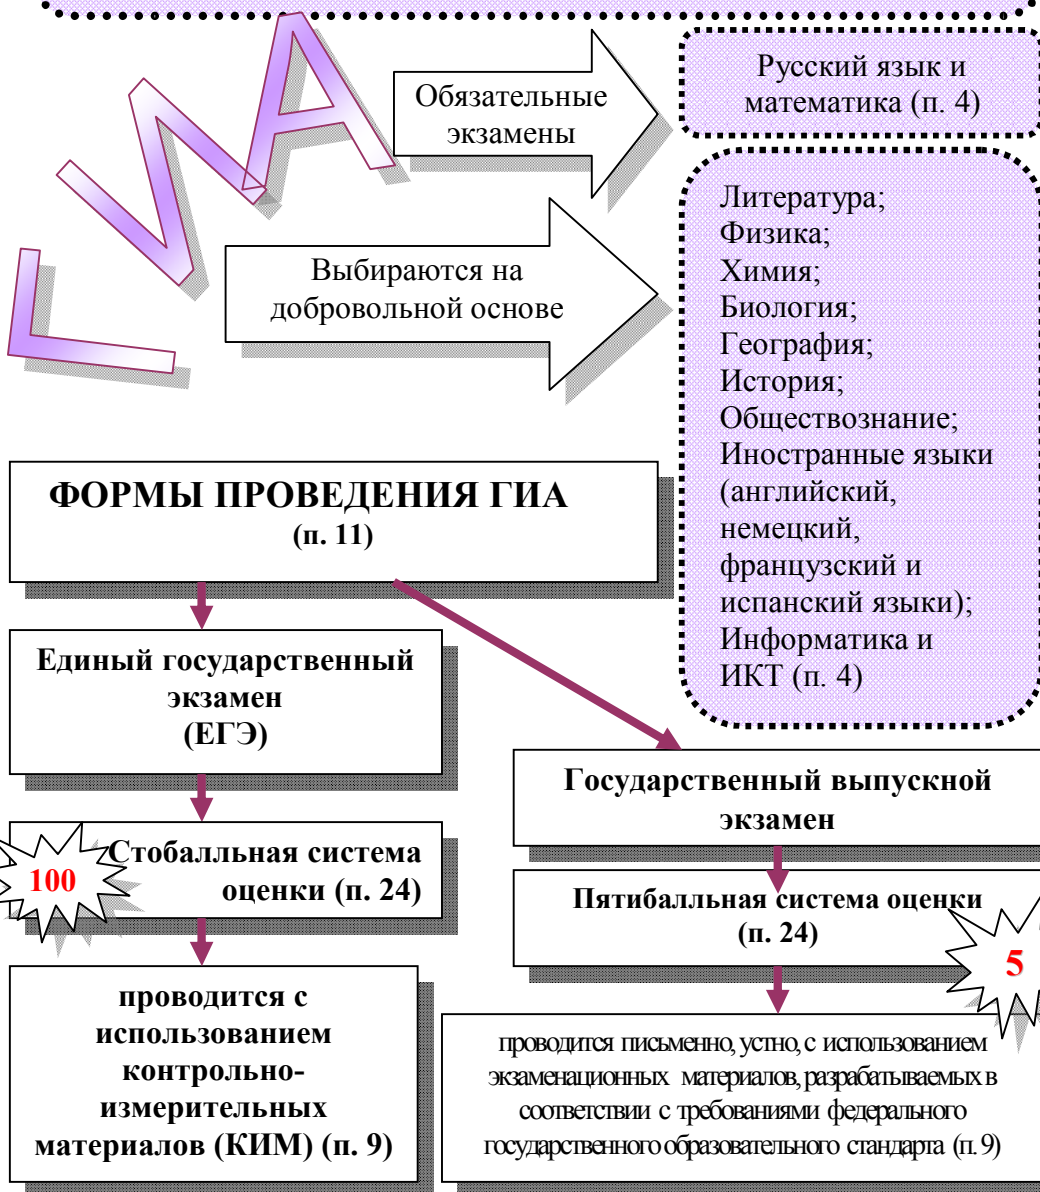 ГИА
Обязательные
экзамены
Русский язык и
математика (п. 4)
Выбираются на
добровольной основе
Литература;
Физика;
Химия;
Биология;
География;
История;
Обществознание;
Иностранные языки
(английский,
немецкий,
французский и
испанский языки);
Информатика и
ИКТ (п. 4)
ФОРМЫ ПРОВЕДЕНИЯ ГИА
(п. 11)
Единый государственный
экзамен
(ЕГЭ)
100
Стобалльная система
оценки (п. 24)
проводится с
использованием
контрольно-
измерительных
материалов (КИМ) (п. 9)
Государственный выпускной
экзамен
Пятибалльная система оценки
(п. 24)
5
проводится письменно, устно, с использованием
экзаменационных материалов, разрабатываемых в
соответствии с требованиями федерального
государственного образовательного стандарта (п. 9)